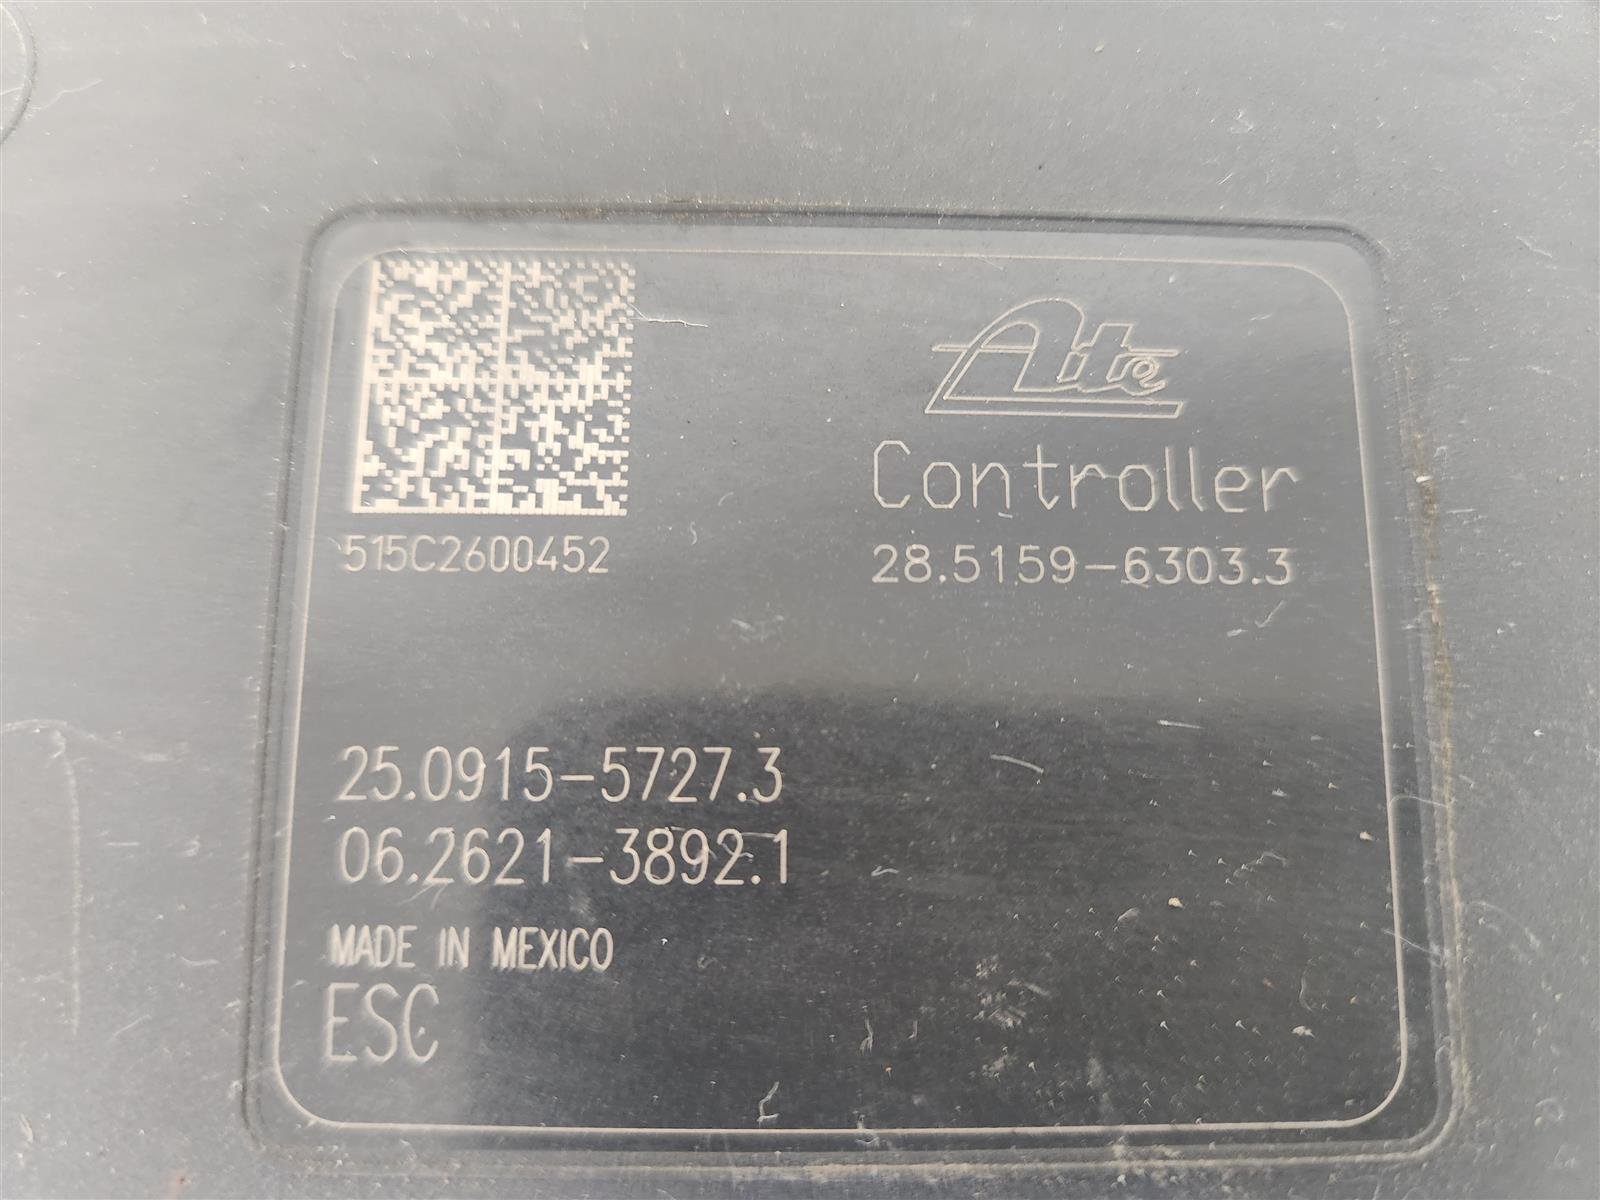 Ate
Controller
515C2600452
28.5159-6303.3
25.0915-5727.3
06.2621-3892.1
MADE IN MEXICO
ESC